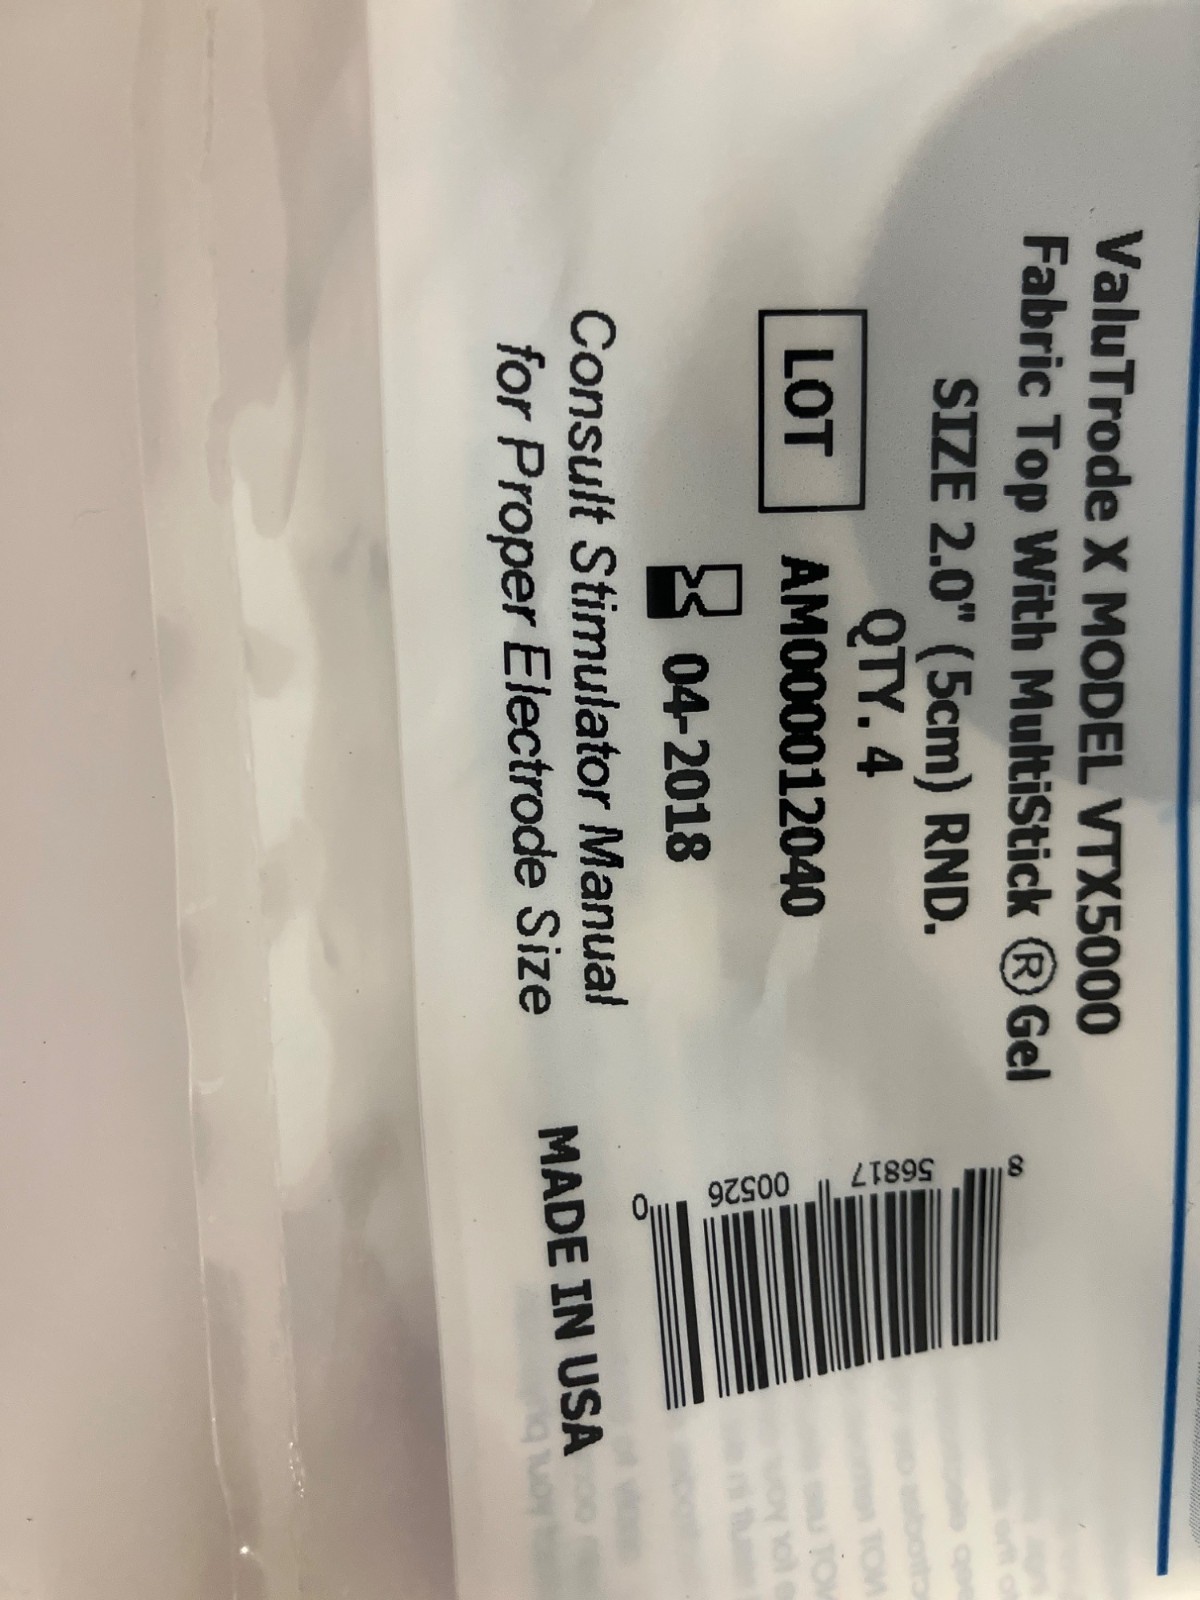 ValuTrode X MODEL VTX5000
Fabric Top With MultiStick ® Gel
SIZE 2.0" (5cm) RND.
QTY. 4
LOT AM000012040
04-2018
Consult Stimulator Manual
for Proper Electrode Size
8 56817 00526 0
MADE IN USA